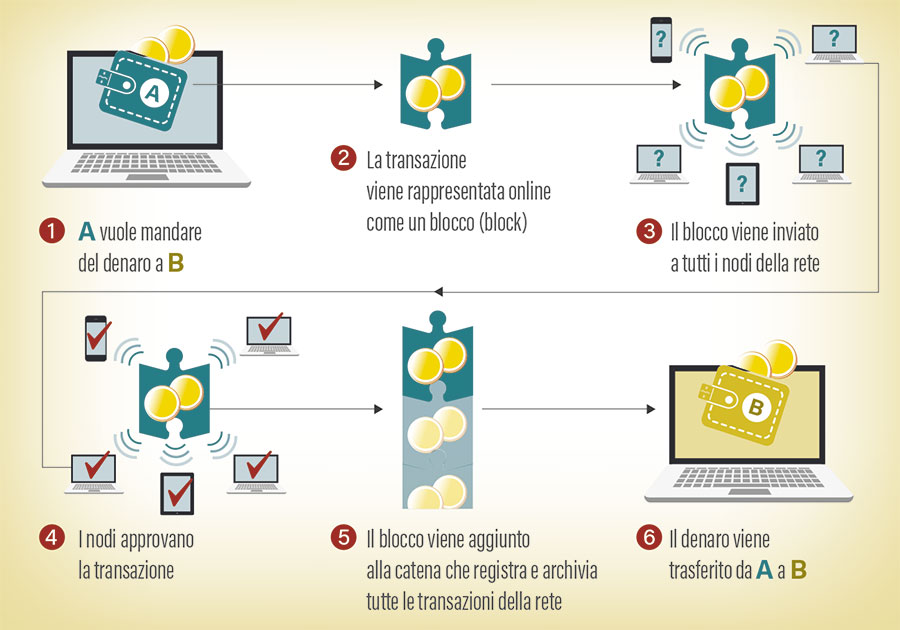 A
1 A vuole mandare
del denaro a B
2 La transazione
viene rappresentata online
come un blocco (block)
?
?
?
?
?
3 Il blocco viene inviato
a tutti i nodi della rete
4 I nodi approvano
la transazione
5 Il blocco viene aggiunto
alla catena che registra e archivia
tutte le transazioni della rete
B
6 Il denaro viene
trasferito da A a B